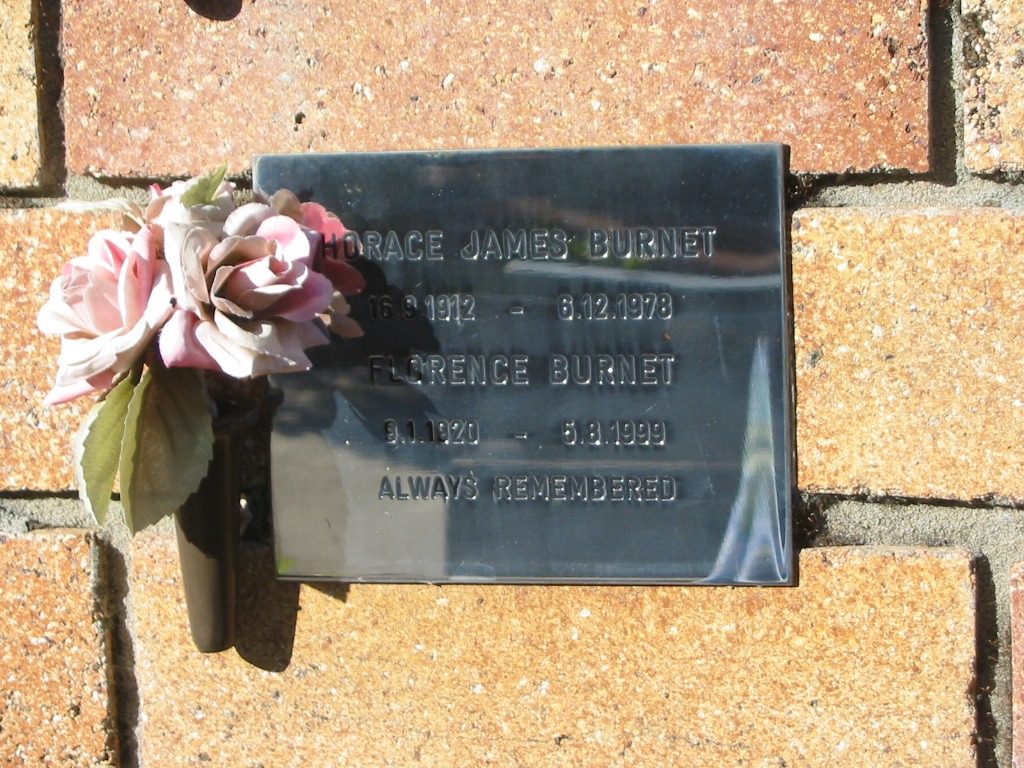 HORACE JAMES BURNET
16.9.1912 - 6.12.1978
FLORENCE BURNET
9.1.1920 - 5.8.1999
ALWAYS REMEMBERED